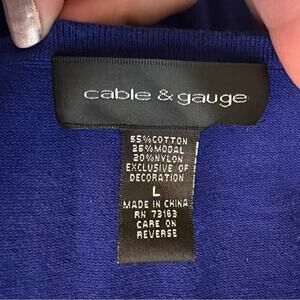 cable & gauge
55%COTTON
25%MODAL
20%NYLON
EXCLUSIVE OF
DECORATION
L
MADE IN CHINA
RN 73163
CARE ON
REVERSE